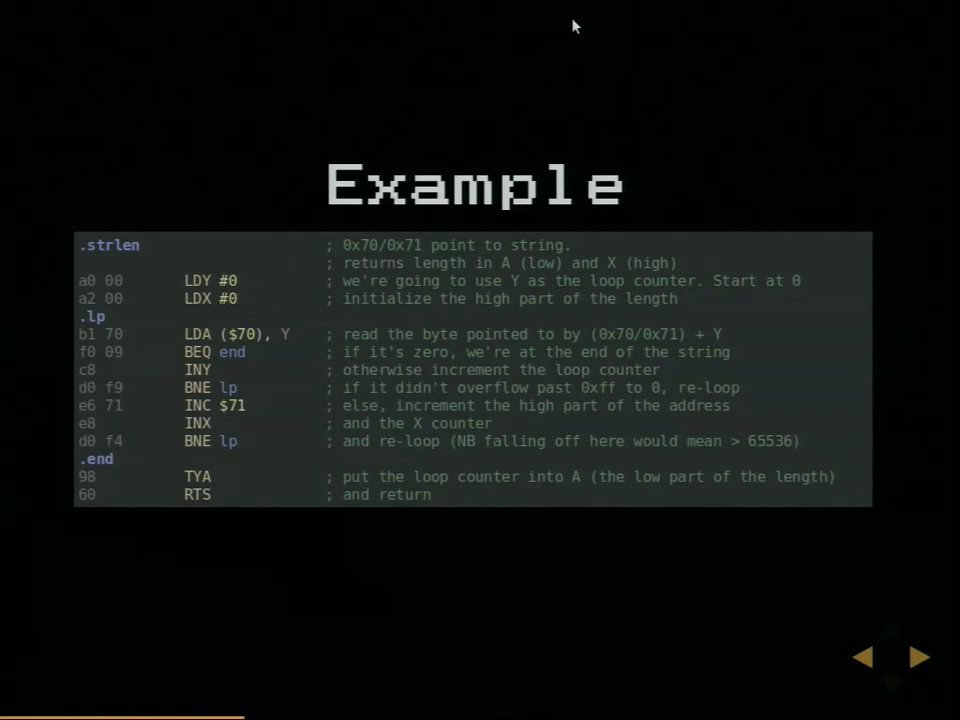 Example
.strlen ; 0x70/0x71 point to string.
; returns length in A (low) and X (high)
a0 00 LDY #0 ; we're going to use Y as the loop counter. Start at 0
a2 00 LDX #0 ; initialize the high part of the length
.lp
b1 70 LDA ($70), Y ; read the byte pointed to by (0x70/0x71) + Y
f0 09 BEQ end ; if it's zero, we're at the end of the string
c8 INY ; otherwise increment the loop counter
d0 f9 BNE lp ; if it didn't overflow past 0xff to 0, re-loop
e6 71 INC $71 ; else, increment the high part of the address
e8 INX ; and the X counter
d0 f4 BNE lp ; and re-loop (NB falling off here would mean > 65536)
.end
98 TYA ; put the loop counter into A (the low part of the length)
60 RTS ; and return